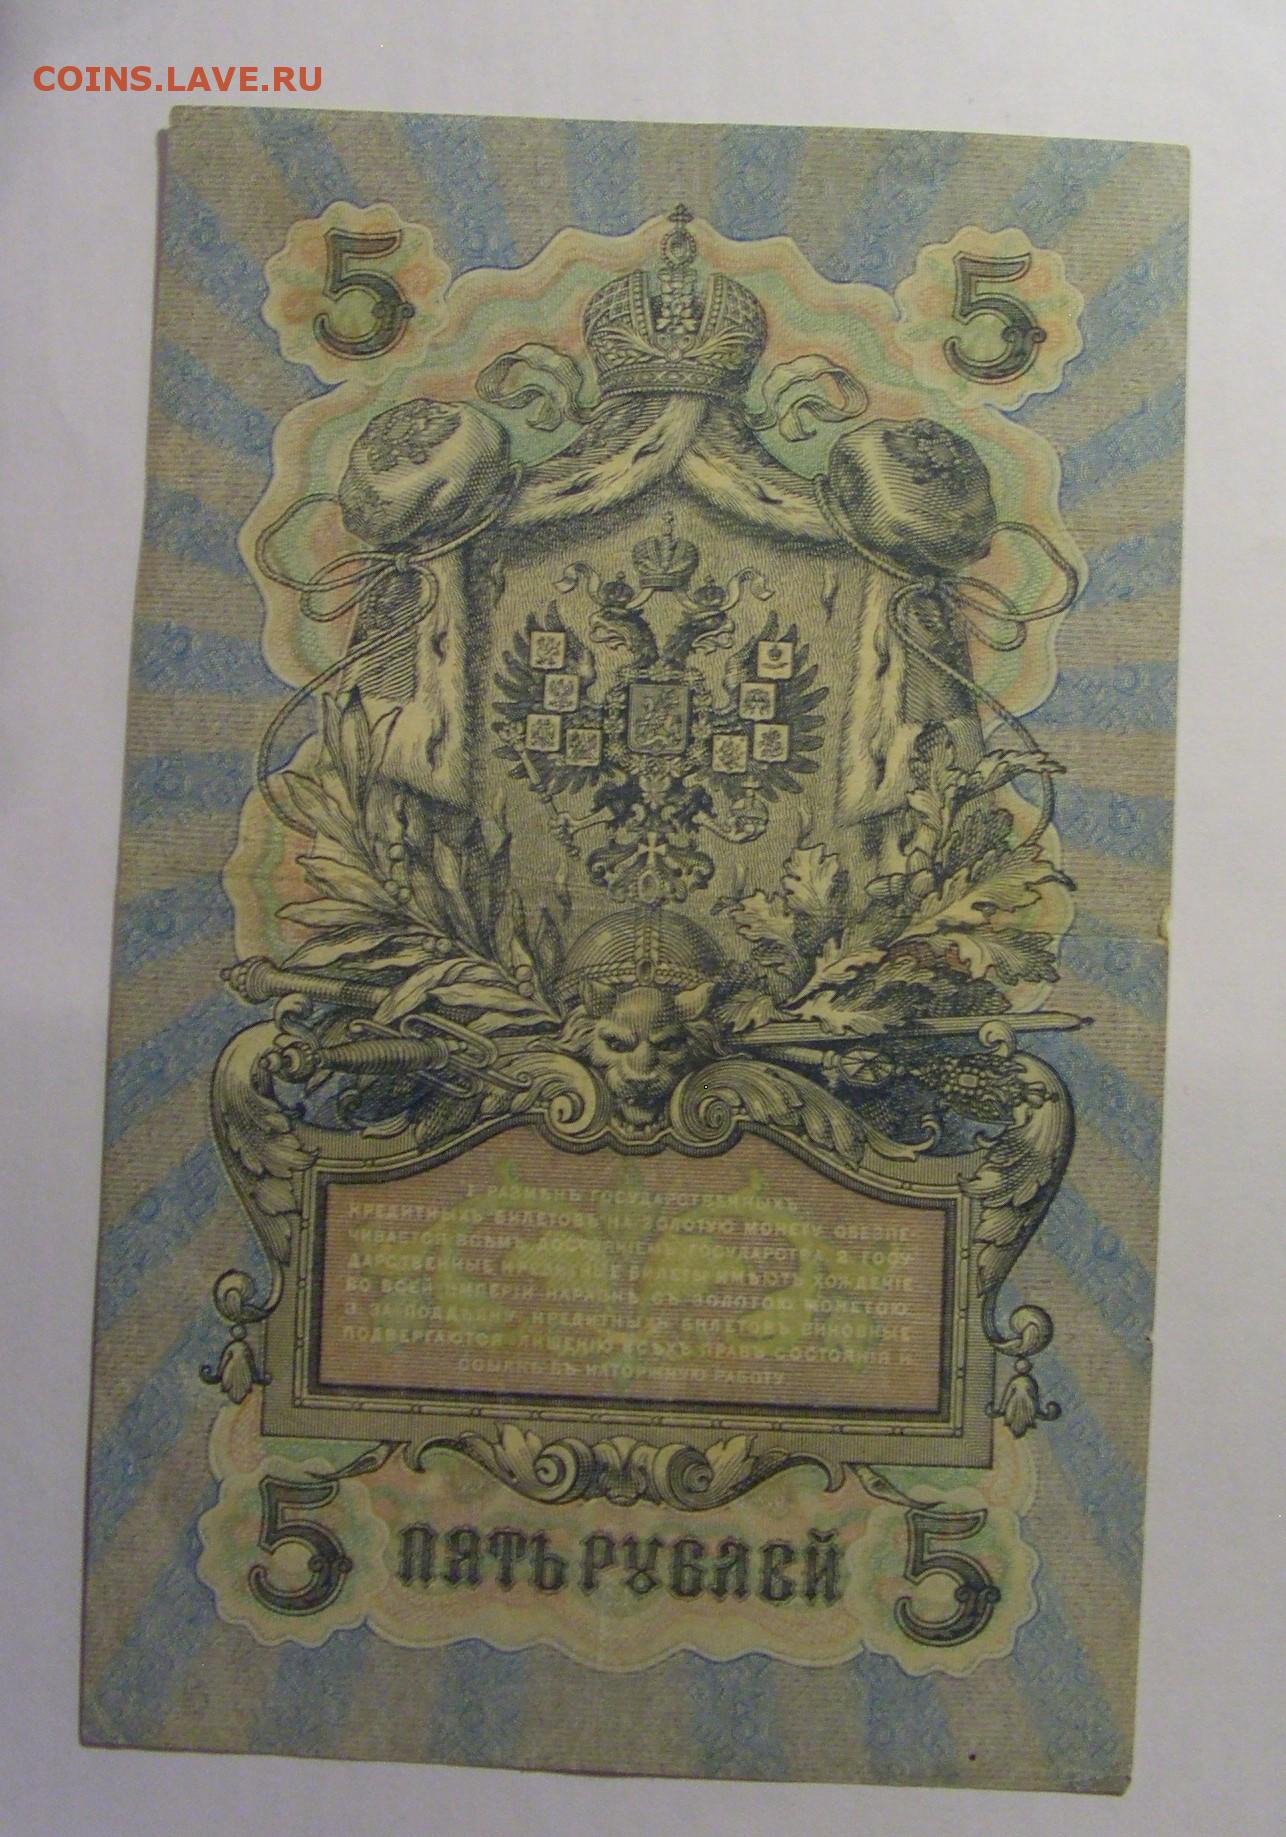 COINS.LAVE.RU
5 5
1. РАЗМѢНЪ ГОСУДАРСТВЕННЫХЪ
КРЕДИТНЫХЪ БИЛЕТОВЪ НА ЗОЛОТУЮ МОНЕТУ ОБЕЗПЕ-
ЧИВАЕТСЯ ВСѢМЪ ДОСТОЯНІЕМЪ ГОСУДАРСТВА. 2. ГОСУ-
ДАРСТВЕННЫЕ КРЕДИТНЫЕ БИЛЕТЫ ИМѢЮТЪ ХОЖДЕНІЕ
ВО ВСЕЙ ИМПЕРІИ НАРАВНѢ СЪ ЗОЛОТОЮ МОНЕТОЮ.
3. ЗА ПОДДѢЛКУ КРЕДИТНЫХЪ БИЛЕТОВЪ ВИНОВНЫЕ
ПОДВЕРГАЮТСЯ ЛИШЕНІЮ ВСѢХЪ ПРАВЪ СОСТОЯНІЯ И
ССЫЛКѢ ВЪ КАТОРЖНУЮ РАБОТУ.
5 ПЯТЬ РУБЛЕЙ 5